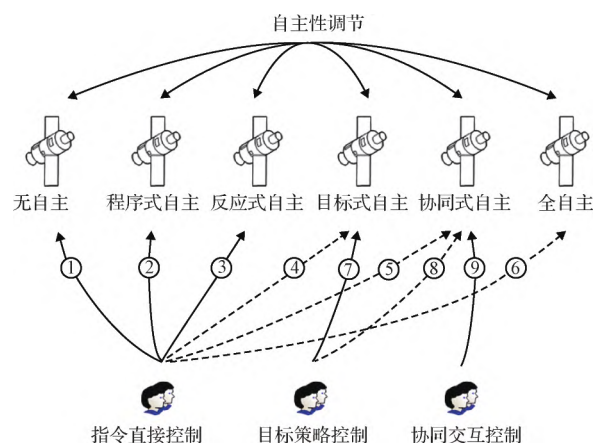 自主性调节
无自主 程序式自主 反应式自主 目标式自主 协同式自主 全自主
① ② ③ ④ ⑦ ⑤ ⑧ ⑨ ⑥
指令直接控制 目标策略控制 协同交互控制